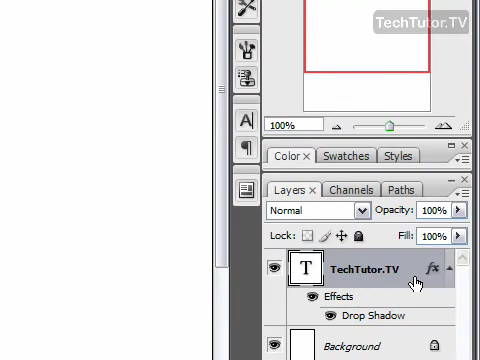 TechTutor.TV
100%
Color × Swatches Styles
Layers × Channels Paths
Normal Opacity: 100%
Lock: Fill: 100%
T TechTutor.TV fx
Effects
Drop Shadow
Background
A
¶